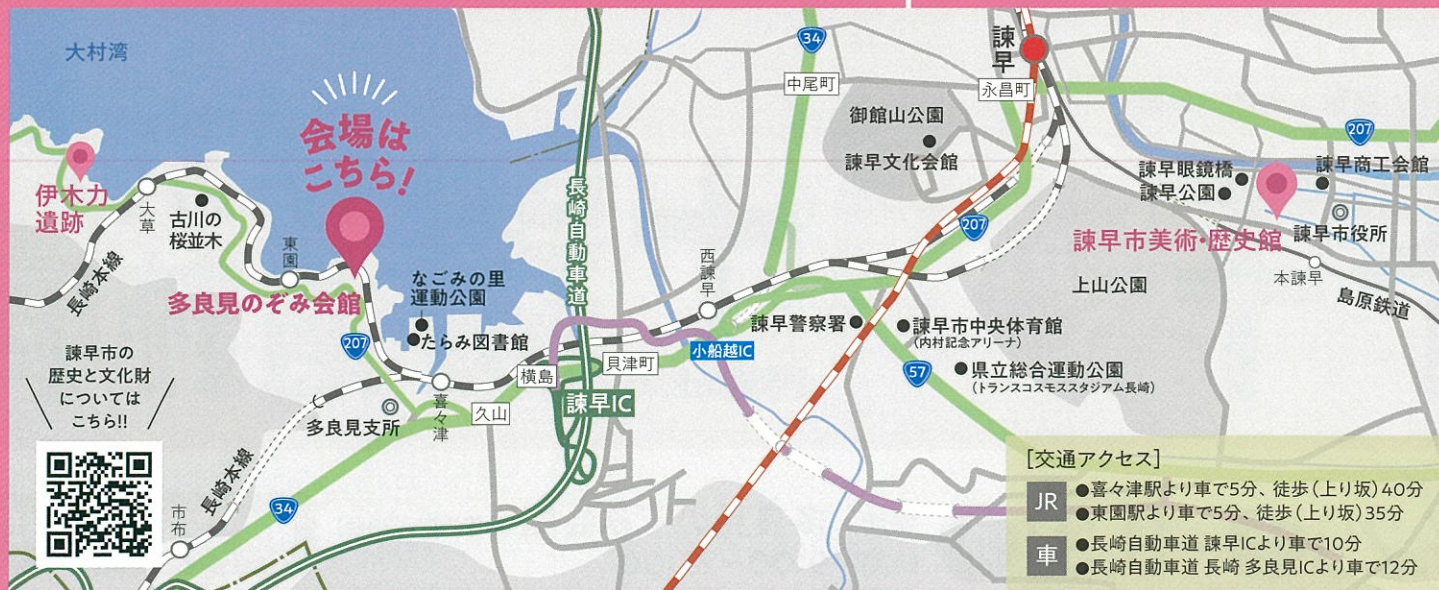 大村湾
会場は
こちら!
伊木力
遺跡
大草
古川の
桜並木
東園
多良見のぞみ会館
長崎本線
207
なごみの里
運動公園
たらみ図書館
諫早市の
歴史と文化財
については
こちら!!
多良見支所
喜々津
久山
横島
貝津町
諫早IC
長崎自動車道
長崎本線
市布
34
西諫早
小船越IC
34
中尾町
諫早
永昌町
御館山公園
諫早文化会館
207
諫早警察署
諫早市中央体育館
(内村記念アリーナ)
57
県立総合運動公園
(トランスコスモススタジアム長崎)
207
諫早眼鏡橋
諫早公園
諫早商工会館
諫早市美術・歴史館
諫早市役所
上山公園
本諫早
島原鉄道
[交通アクセス]
JR
●喜々津駅より車で5分、徒歩(上り坂)40分
●東園駅より車で5分、徒歩(上り坂)35分
車
●長崎自動車道 諫早ICより車で10分
●長崎自動車道 長崎 多良見ICより車で12分